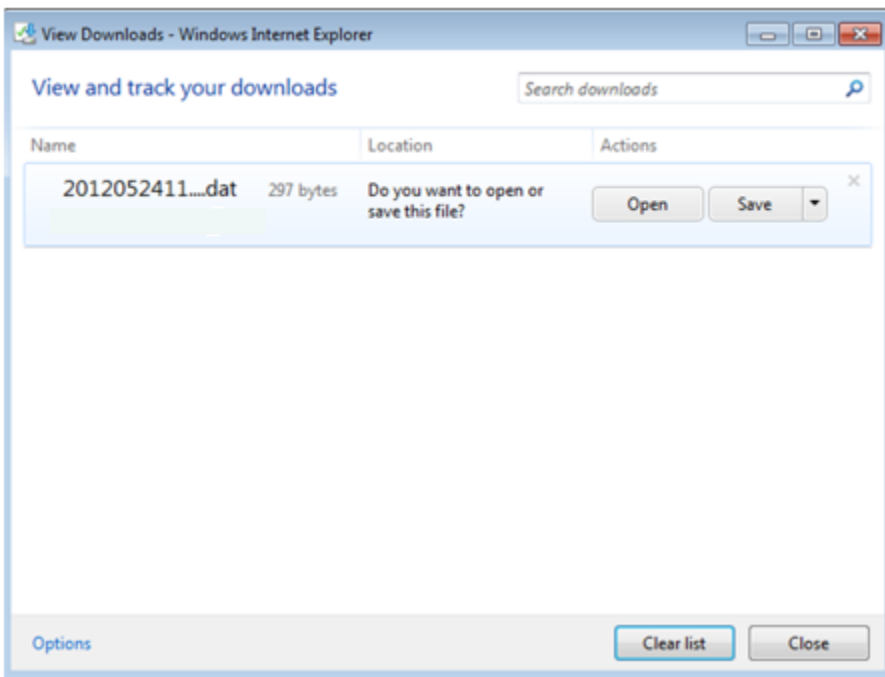 View Downloads - Windows Internet Explorer
View and track your downloads
Search downloads
Name Location Actions
2012052411....dat 297 bytes Do you want to open or
save this file?
Open Save
Options Clear list Close